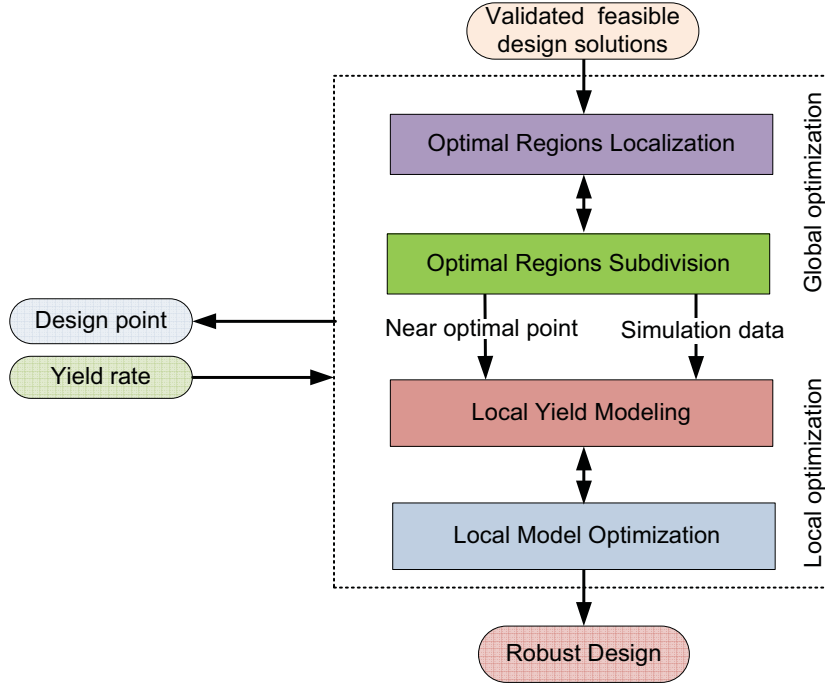 Validated feasible
design solutions
Optimal Regions Localization
Global optimization
Optimal Regions Subdivision
Design point
Near optimal point
Simulation data
Yield rate
Local Yield Modeling
Local optimization
Local Model Optimization
Robust Design